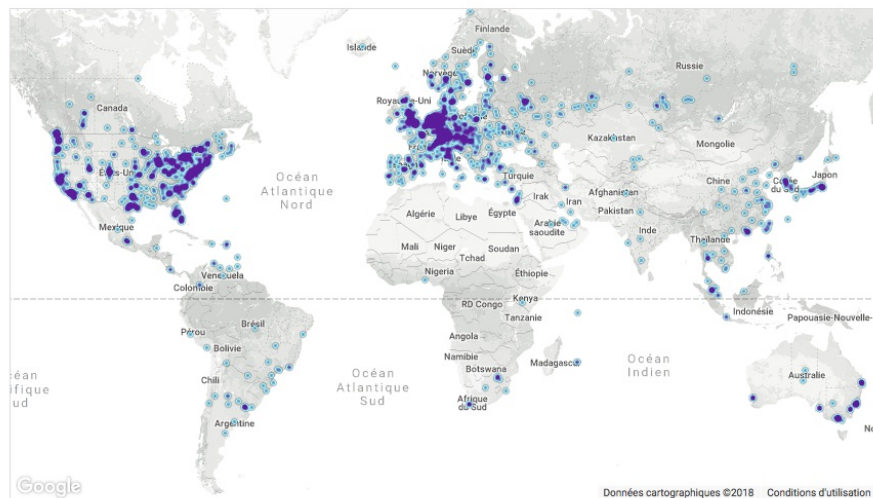 Islande
Finlande
Suède
Norvège
Russie
Canada
Royaume-Uni
Kazakhstan
Mongolie
États-Un
Océan
Atlantique
Nord
Turquie
Chine
Japon
Corée
du Sud
Irak
Iran
Afghanistan
Algérie
Libye
Égypte
Pakistan
Arabie
saoudite
Mexique
Inde
Mali
Niger
Tchad
Soudan
Thaïlande
Nigeria
Éthiopie
Venezuela
Colombie
RD Congo
Kenya
Tanzanie
Indonésie
Papouasie-Nouvelle-
Pérou
Brésil
Angola
Bolivie
Namibie
Botswana
Madagascar
Océan
Indien
éan
ifique
ud
Océan
Atlantique
Sud
Chili
Australie
Afrique
du Sud
Argentine
Google
Données cartographiques ©2018 Conditions d'utilisation